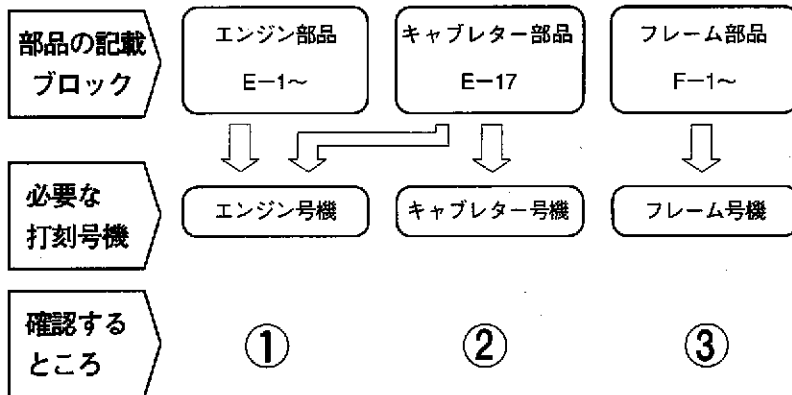 部品の記載
ブロック
エンジン部品
E－1～
キャブレター部品
E－17
フレーム部品
F－1～
必要な
打刻号機
エンジン号機
キャブレター号機
フレーム号機
確認する
ところ
①
②
③